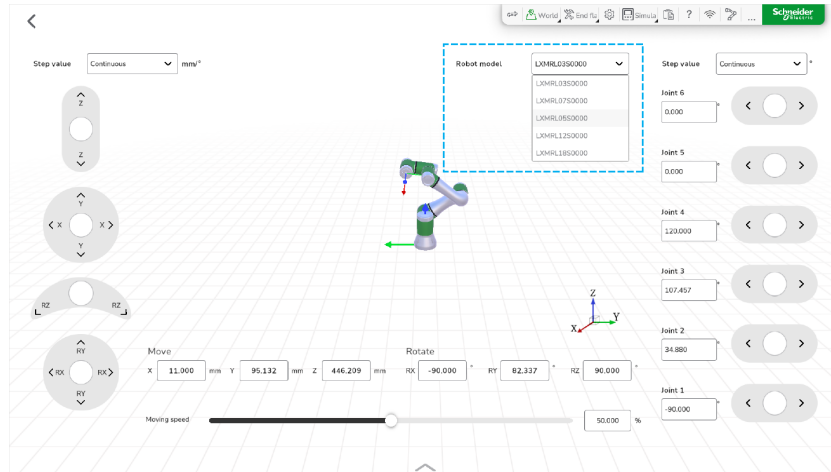 World
End fla
Simula
?
...
Schneider
Electric
Step value Continuous mm/°
Robot model LXMRL03S0000
Step value Continuous °
LXMRL03S0000
LXMRL07S0000
LXMRL05S0000
LXMRL12S0000
LXMRL18S0000
Z
Z
Y
X X
Y
RZ RZ
RY
RX RX
RY
Joint 6
0.000 °
Joint 5
0.000 °
Joint 4
120.000 °
Joint 3
107.457 °
Joint 2
34.880 °
Joint 1
-90.000 °
Z
Y
X
Move
X 11.000 mm Y 95.132 mm Z 446.209 mm
Rotate
RX -90.000 ° RY 82.337 ° RZ 90.000 °
Moving speed 50.000 %